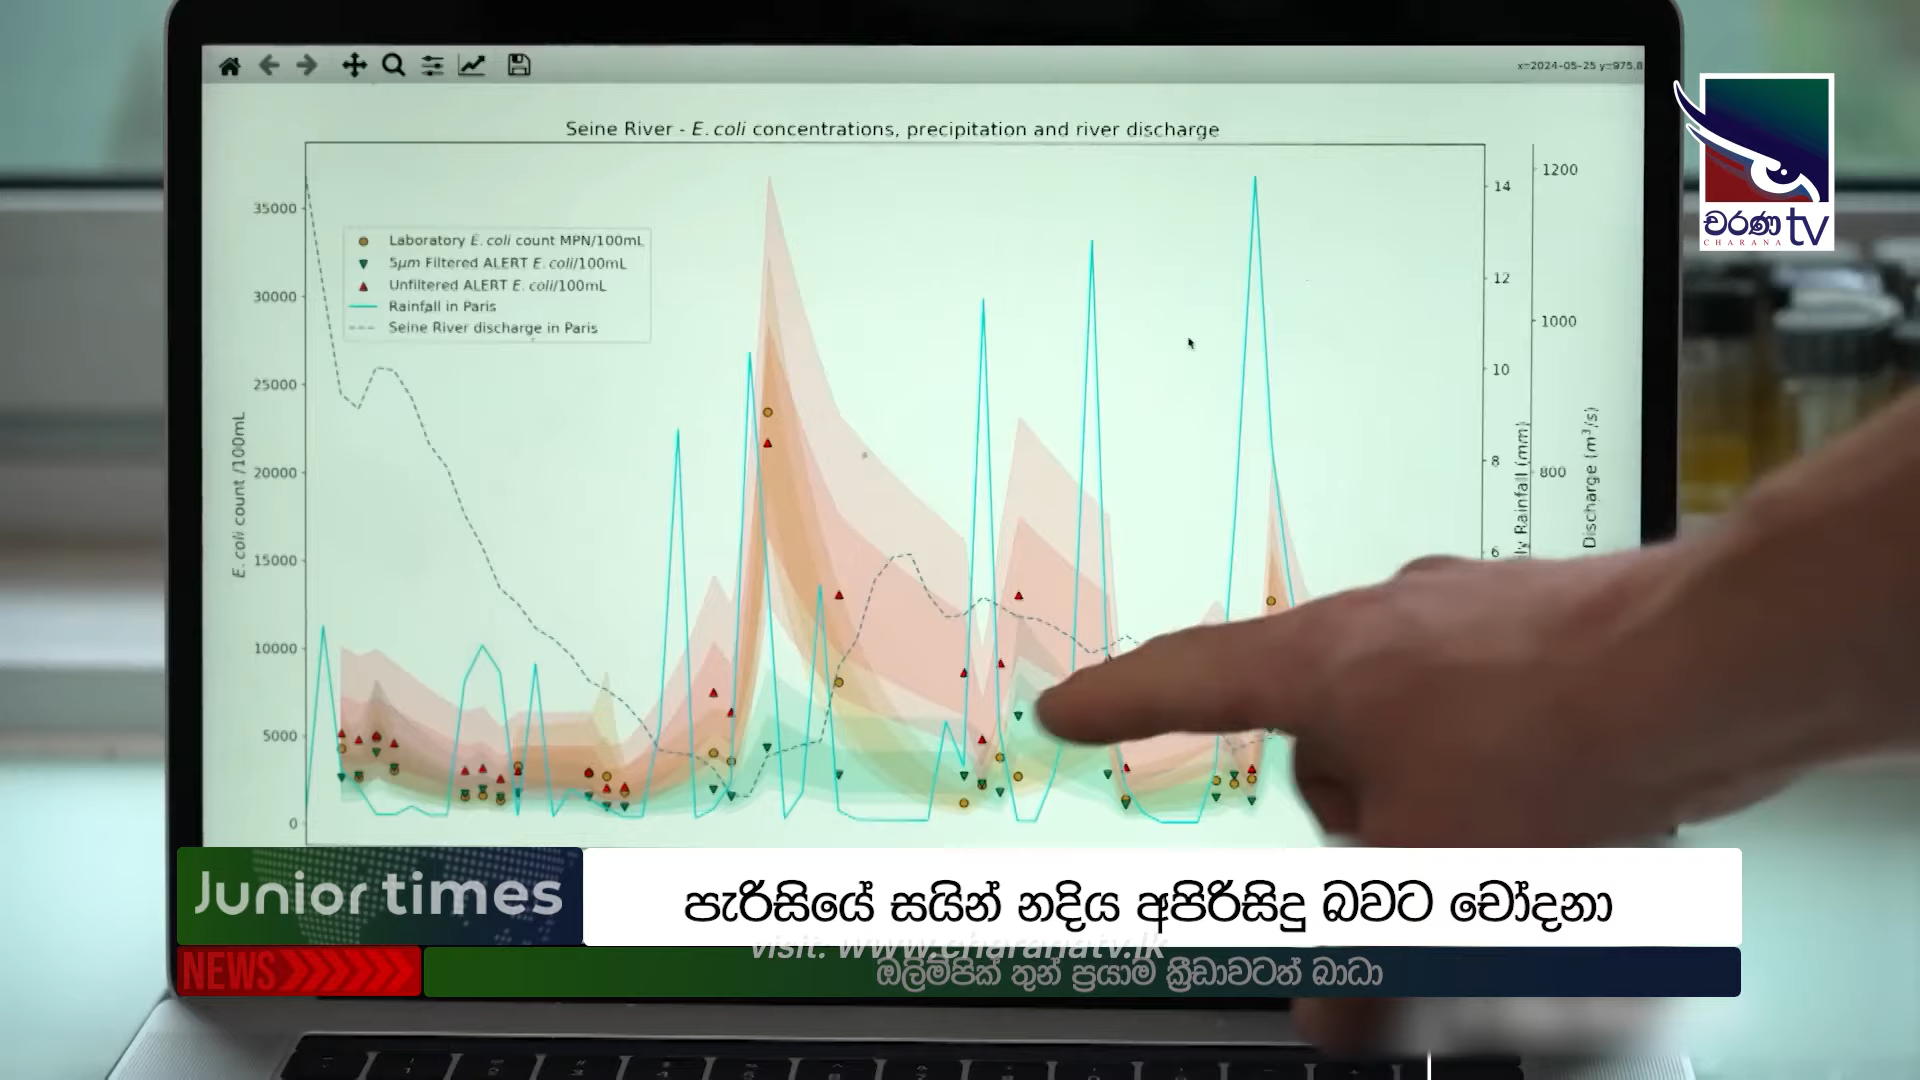 x=2024-05-25 y=975.8
Seine River - E. coli concentrations, precipitation and river discharge
Laboratory E. coli count MPN/100mL
5μm Filtered ALERT E. coli/100mL
Unfiltered ALERT E. coli/100mL
Rainfall in Paris
Seine River discharge in Paris
E. coli count /100mL
35000
30000
25000
20000
15000
10000
5000
0
14
12
10
8
6
Rainfall (mm)
1200
1000
800
Discharge (m³/s)
චරණ tv
CHARANA
Junior times
පැරිසියේ සයින් නදිය අපිරිසිදු බවට චෝදනා
visit: www.charanatv.lk
NEWS
ඔලිම්පික් තුන් ප්‍රයාම ක්‍රීඩාවටත් බාධා